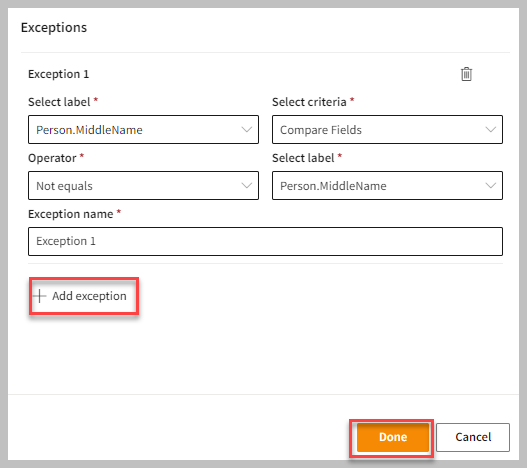 Exceptions
Exception 1
Select label * Select criteria *
Person.MiddleName Compare Fields
Operator * Select label *
Not equals Person.MiddleName
Exception name *
Exception 1
Add exception
Done Cancel